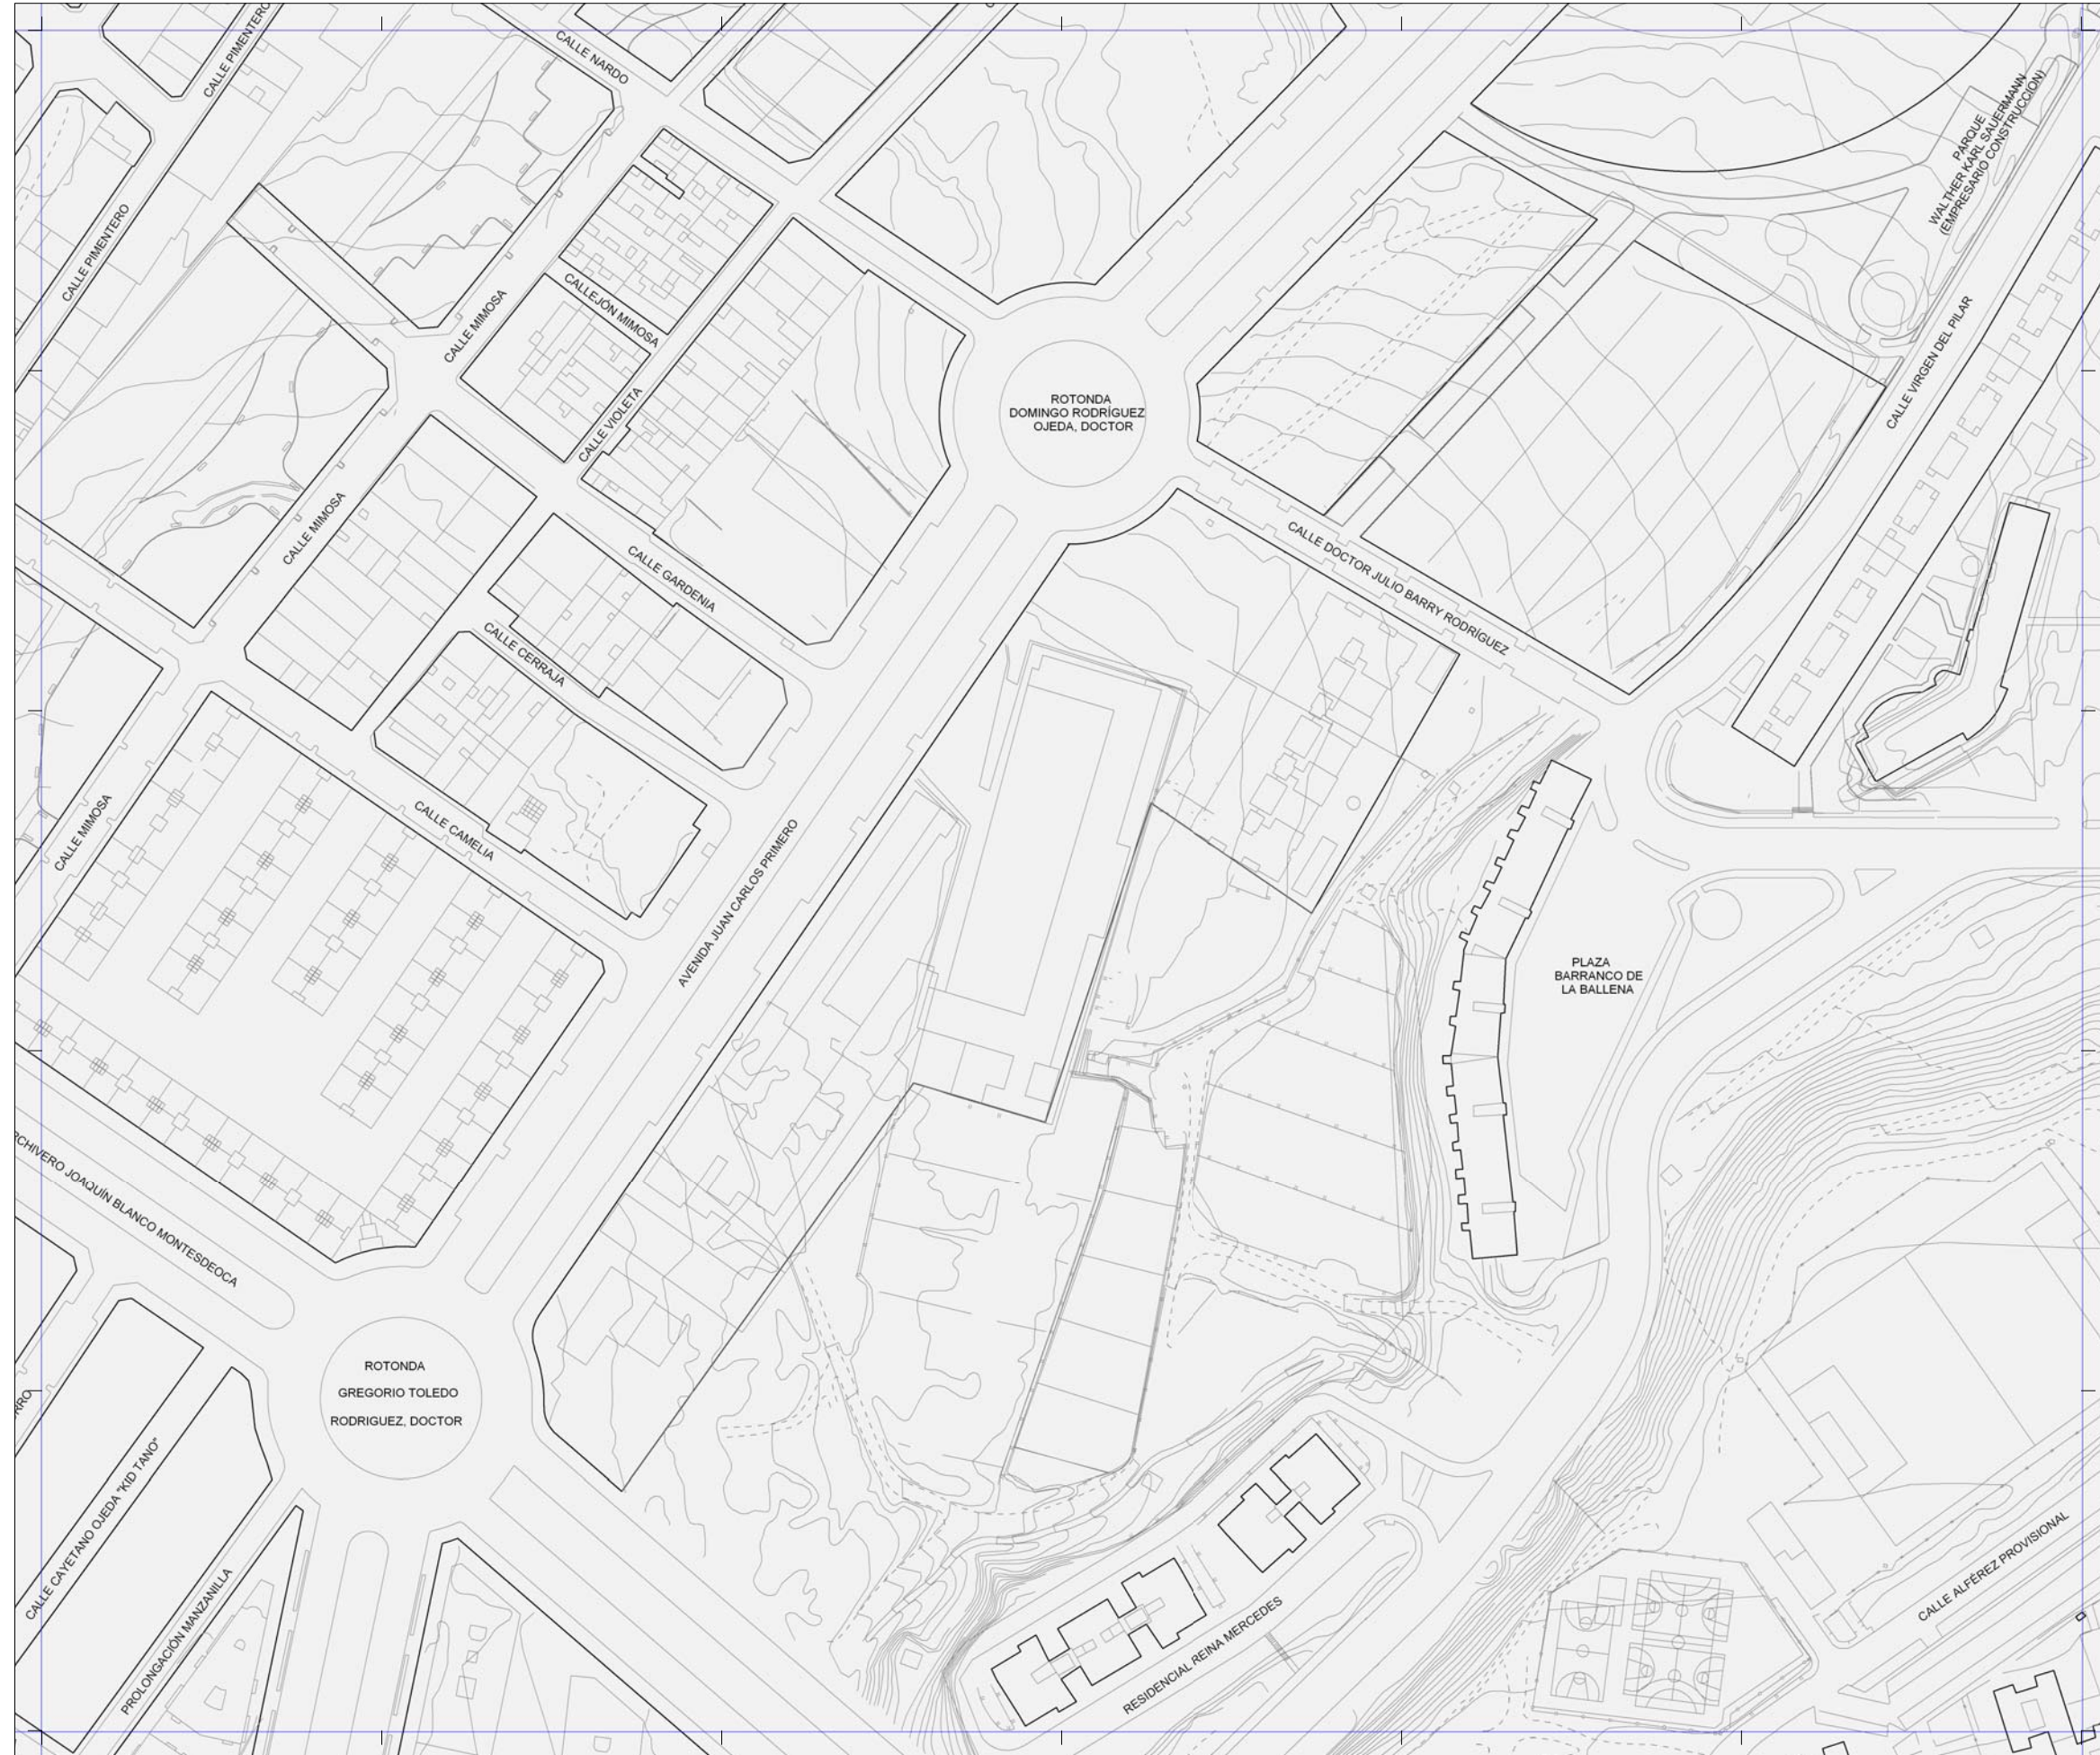 CALLE PIMENTERO
CALLE NARDO
PARQUE
WALTHER KARL SAUERMANN
(EMPRESARIO CONSTRUCCION)
CALLE PIMENTERO
CALLE MIMOSA
CALLEJÓN MIMOSA
CALLE VIOLETA
CALLE VIRGEN DEL PILAR
ROTONDA
DOMINGO RODRÍGUEZ
OJEDA, DOCTOR
CALLE MIMOSA
CALLE GARDENIA
CALLE DOCTOR JULIO BARRY RODRÍGUEZ
CALLE CERRAJA
CALLE MIMOSA
CALLE CAMELIA
AVENIDA JUAN CARLOS PRIMERO
PLAZA
BARRANCO DE
LA BALLENA
RCHIVERO JOAQUÍN BLANCO MONTESDEOCA
ROTONDA
GREGORIO TOLEDO
RODRIGUEZ, DOCTOR
RRO
CALLE CAYETANO OJEDA "KID TANO"
PROLONGACIÓN MANZANILLA
RESIDENCIAL REINA MERCEDES
CALLE ALFÉREZ PROVISIONAL